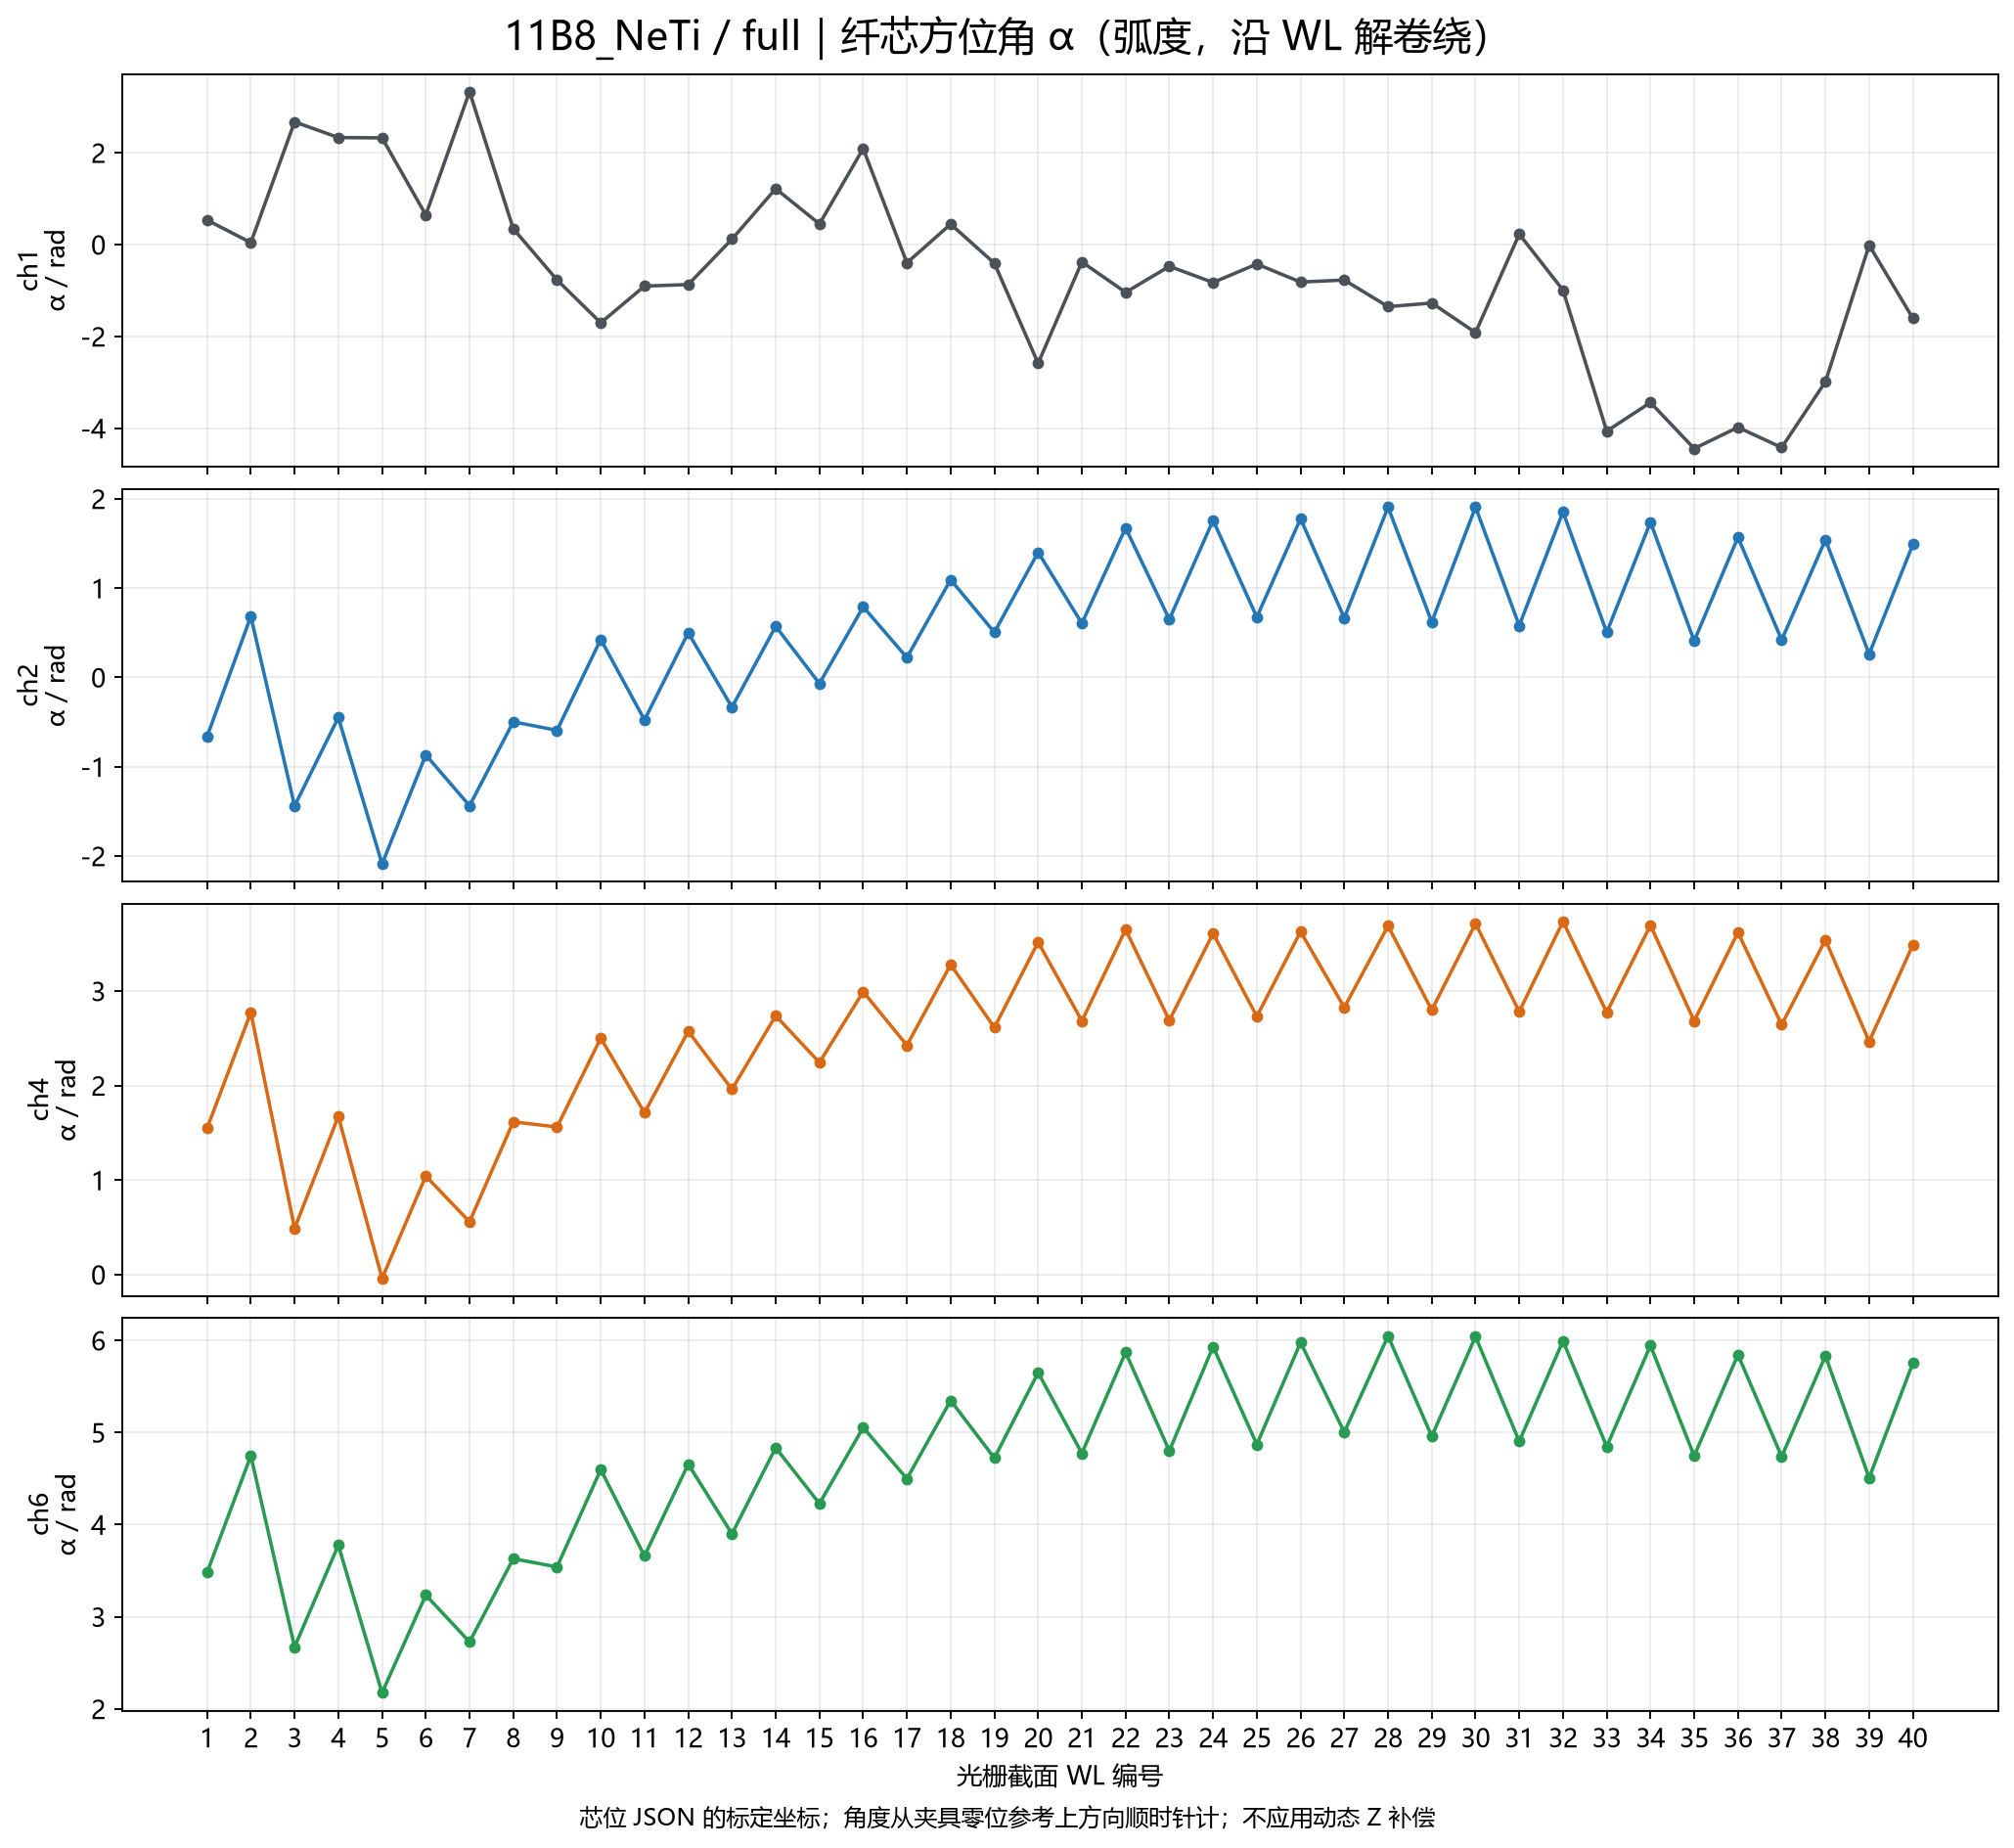 11B8_NeTi / full | 纤芯方位角 α（弧度，沿 WL 解卷绕）
ch1
α / rad
2
0
-2
-4
ch2
α / rad
2
1
0
-1
-2
ch4
α / rad
3
2
1
0
ch6
α / rad
6
5
4
3
2
1 2 3 4 5 6 7 8 9 10 11 12 13 14 15 16 17 18 19 20 21 22 23 24 25 26 27 28 29 30 31 32 33 34 35 36 37 38 39 40
光栅截面 WL 编号
芯位 JSON 的标定坐标；角度从夹具零位参考上方向顺时针计；不应用动态 Z 补偿